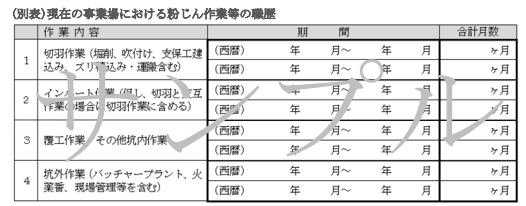 (別表)現在の事業場における粉じん作業等の職歴
作業内容 期間 合計月数
1 切羽作業(掘削、吹付け、支保工建込み、ズリ積込み・運搬含む)
(西暦) 年 月~ 年 月 ヶ月
(西暦) 年 月~ 年 月 ヶ月
2 インバート作業(但し、切羽と交互作業の場合は切羽作業に含める)
(西暦) 年 月~ 年 月 ヶ月
(西暦) 年 月~ 年 月 ヶ月
3 覆工作業、その他坑内作業
(西暦) 年 月~ 年 月 ヶ月
(西暦) 年 月~ 年 月 ヶ月
4 坑外作業(バッチャープラント、火薬番、現場管理等を含む)
(西暦) 年 月~ 年 月 ヶ月
(西暦) 年 月~ 年 月 ヶ月
サンプル